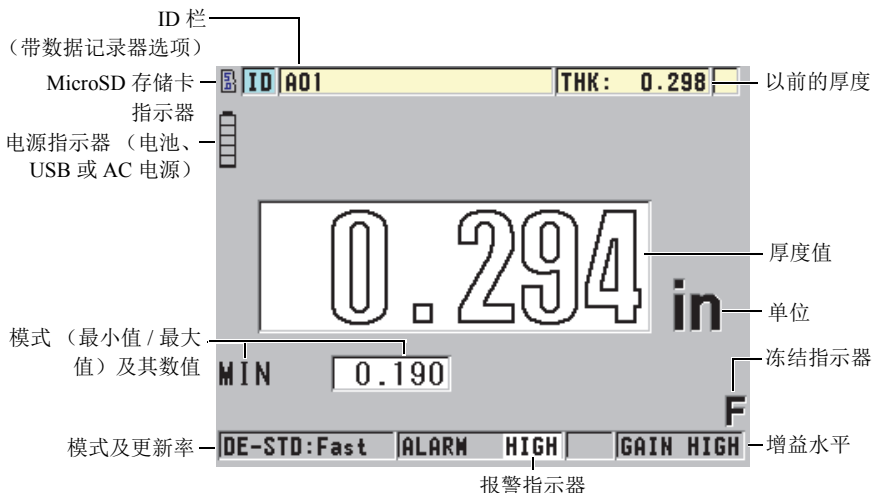 ID 栏
（带数据记录器选项）
MicroSD 存储卡
指示器
电源指示器 （电池、
USB 或 AC 电源）
ID A01 THK: 0.298
以前的厚度
0.294
厚度值
in
单位
模式 （最小值 / 最大
值）及其数值
MIN 0.190
冻结指示器
F
模式及更新率
DE-STD:Fast ALARM HIGH GAIN HIGH
增益水平
报警指示器